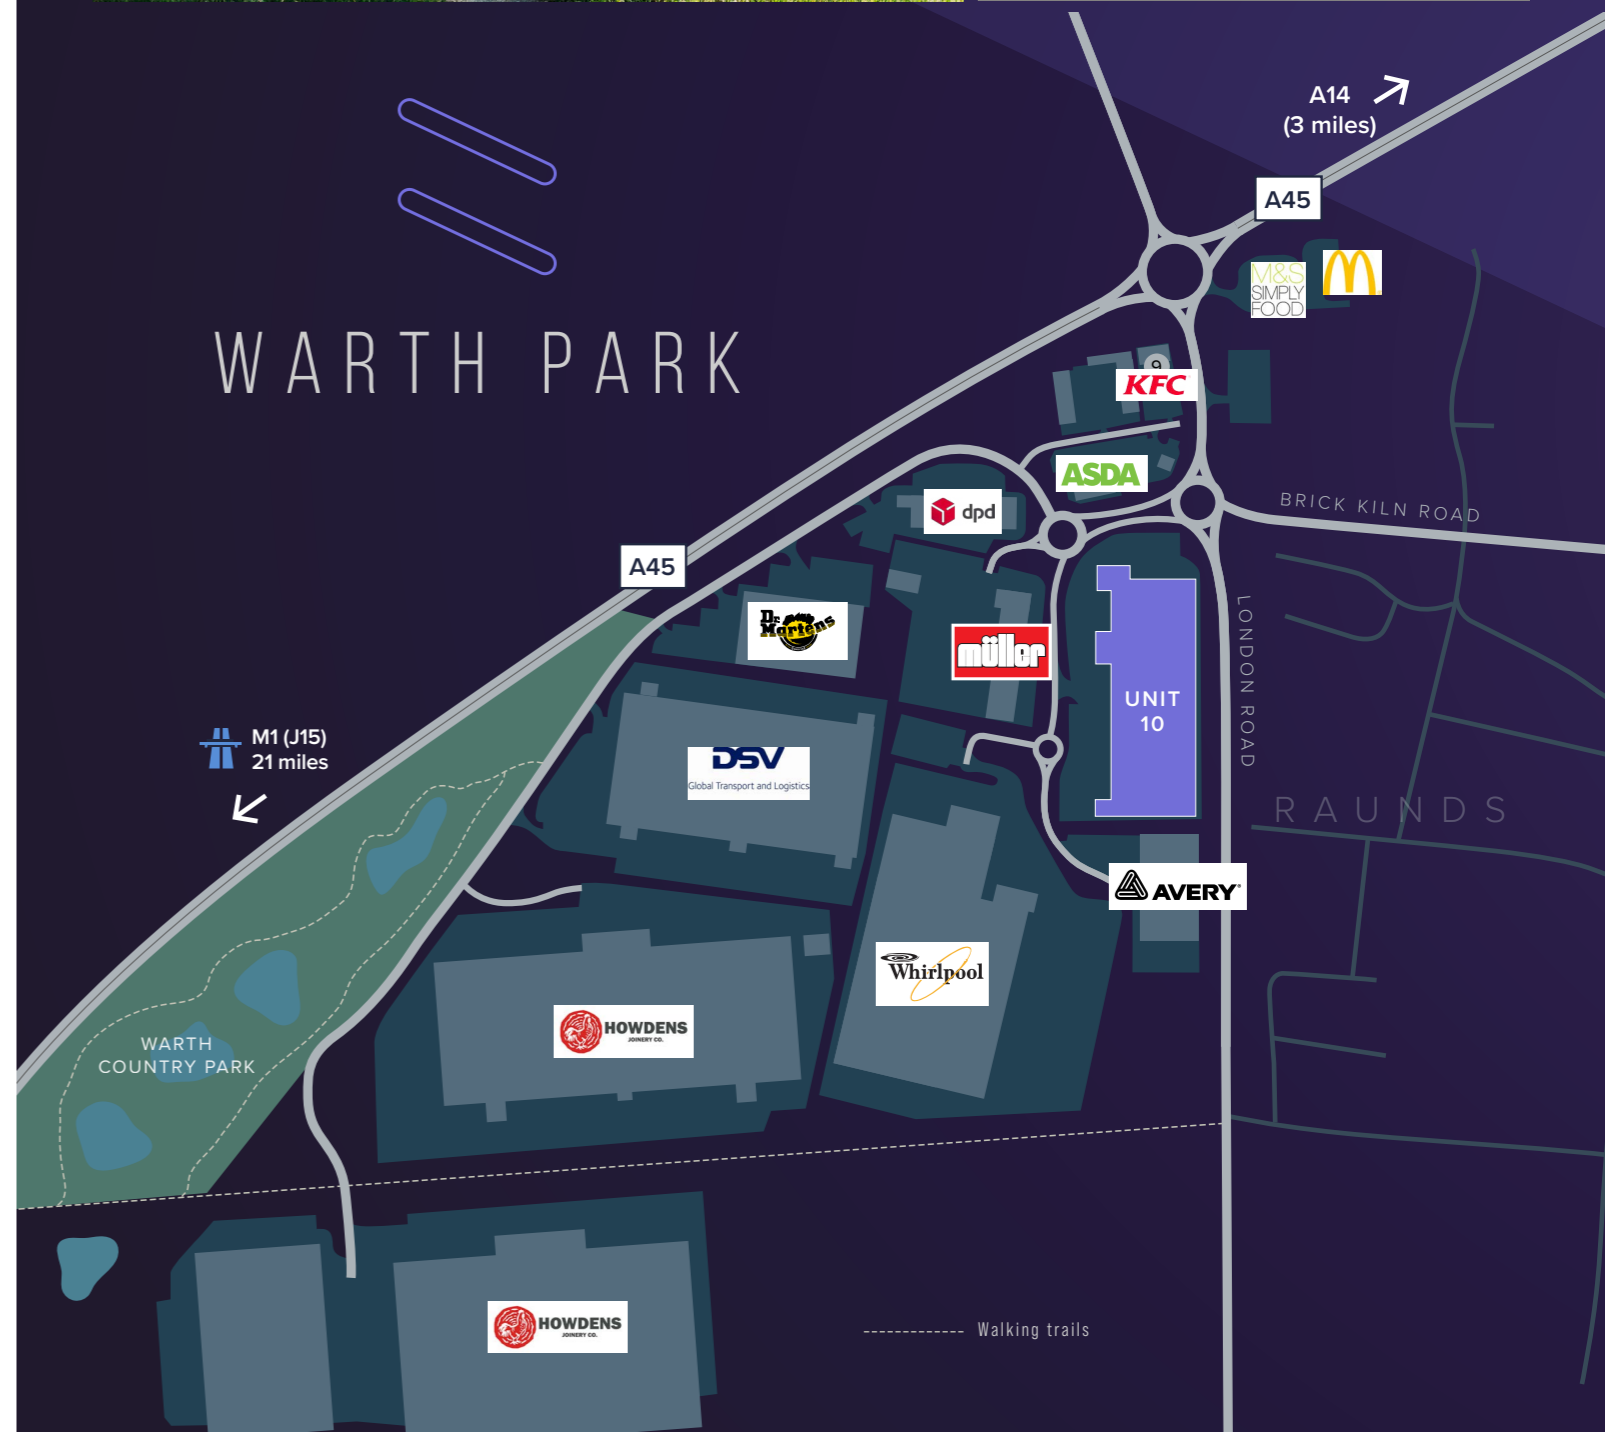 A14
(3 miles)
A45
M&S
SIMPLY
FOOD
WARTH PARK
9
KFC
ASDA
BRICK KILN ROAD
dpd
A45
Dr.
Martens
müller
LONDON ROAD
UNIT
10
M1 (J15)
21 miles
DSV
Global Transport and Logistics
RAUNDS
AVERY
Whirlpool
HOWDENS
JOINERY CO.
WARTH
COUNTRY PARK
HOWDENS
JOINERY CO.
Walking trails